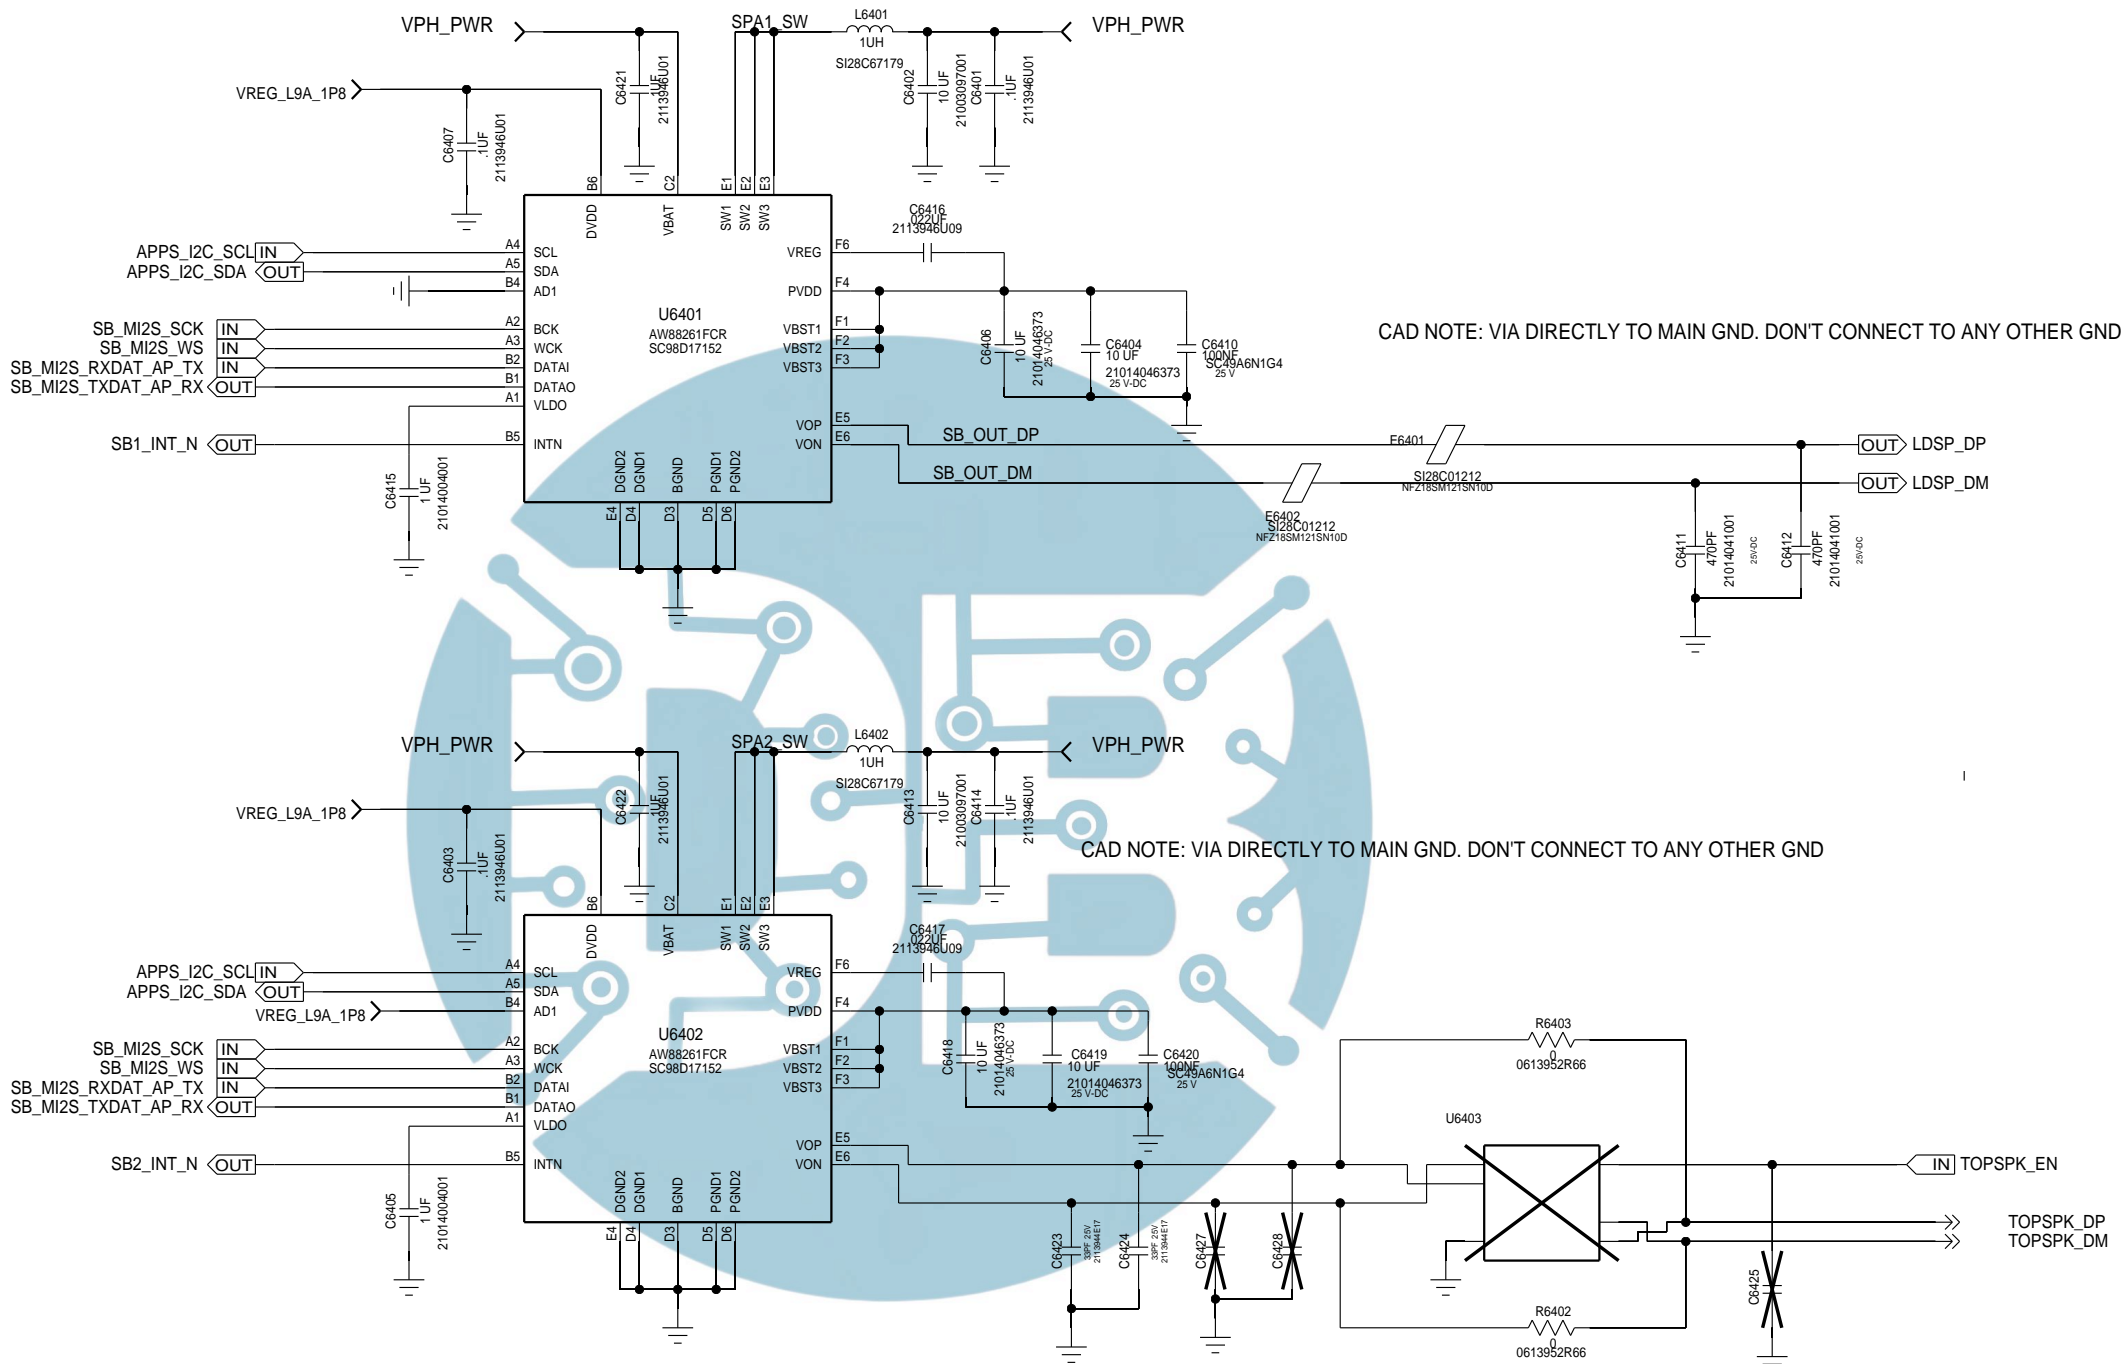 VPH_PWR
SPA1_SW
L6401
1UH
SI28C67179
VPH_PWR
VREG_L9A_1P8
C6421
.1UF
2113946U01
C6402
10 UF
21003097001
C6401
.1UF
2113946U01
C6407
.1UF
2113946U01
B6
C2
E1
E2
E3
DVDD
VBAT
SW1
SW2
SW3
C6416
.022UF
2113946U09
APPS_I2C_SCL IN
A4
SCL
APPS_I2C_SDA OUT
A5
SDA
B4
AD1
VREG
F6
PVDD
F4
U6401
AW88261FCR
SC98D17152
SB_MI2S_SCK IN
A2
BCK
SB_MI2S_WS IN
A3
WCK
SB_MI2S_RXDAT_AP_TX IN
B2
DATAI
SB_MI2S_TXDAT_AP_RX OUT
B1
DATAO
A1
VLDO
SB1_INT_N OUT
B5
INTN
VBST1
F1
VBST2
F2
VBST3
F3
VOP
E5
VON
E6
C6406
10 UF
21014046373
25 V-DC
C6404
10 UF
21014046373
25 V-DC
C6410
100NF
SC49A6N1G4
25 V
CAD NOTE: VIA DIRECTLY TO MAIN GND. DON'T CONNECT TO ANY OTHER GND
SB_OUT_DP
SB_OUT_DM
E6401
SI28C01212
NFZ18SM121SN10D
E6402
SI28C01212
NFZ18SM121SN10D
OUT LDSP_DP
OUT LDSP_DM
DGND2
DGND1
BGND
PGND1
PGND2
E4
D4
D3
D5
D6
C6415
1 UF
21014004001
C6411
470PF
21014041001
25V-DC
C6412
470PF
21014041001
25V-DC
VPH_PWR
SPA2_SW
L6402
1UH
SI28C67179
VPH_PWR
VREG_L9A_1P8
C6422
.1UF
2113946U01
C6413
10 UF
21003097001
C6414
.1UF
2113946U01
C6403
.1UF
2113946U01
CAD NOTE: VIA DIRECTLY TO MAIN GND. DON'T CONNECT TO ANY OTHER GND
B6
C2
E1
E2
E3
DVDD
VBAT
SW1
SW2
SW3
C6417
.022UF
2113946U09
APPS_I2C_SCL IN
A4
SCL
APPS_I2C_SDA OUT
A5
SDA
VREG_L9A_1P8
B4
AD1
VREG
F6
PVDD
F4
U6402
AW88261FCR
SC98D17152
SB_MI2S_SCK IN
A2
BCK
SB_MI2S_WS IN
A3
WCK
SB_MI2S_RXDAT_AP_TX IN
B2
DATAI
SB_MI2S_TXDAT_AP_RX OUT
B1
DATAO
A1
VLDO
SB2_INT_N OUT
B5
INTN
VBST1
F1
VBST2
F2
VBST3
F3
VOP
E5
VON
E6
C6418
10 UF
21014046373
25 V-DC
C6419
10 UF
21014046373
25 V-DC
C6420
100NF
SC49A6N1G4
25 V
R6403
0
0613952R66
U6403
IN TOPSPK_EN
TOPSPK_DP
TOPSPK_DM
DGND2
DGND1
BGND
PGND1
PGND2
E4
D4
D3
D5
D6
C6405
1 UF
21014004001
C6423
33PF 25V
2113944E17
C6424
33PF 25V
2113944E17
C6427
C6428
C6425
R6402
0
0613952R66